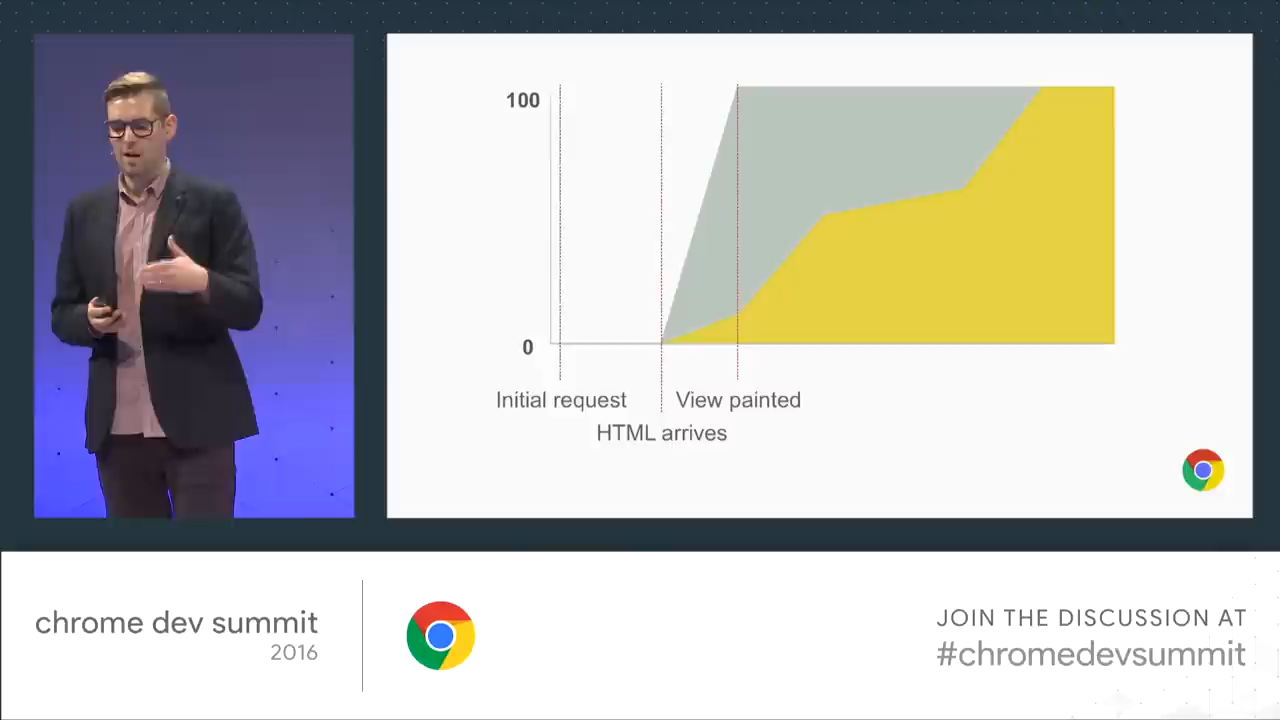 100
0
Initial request
View painted
HTML arrives
chrome dev summit
2016
JOIN THE DISCUSSION AT
#chromedevsummit